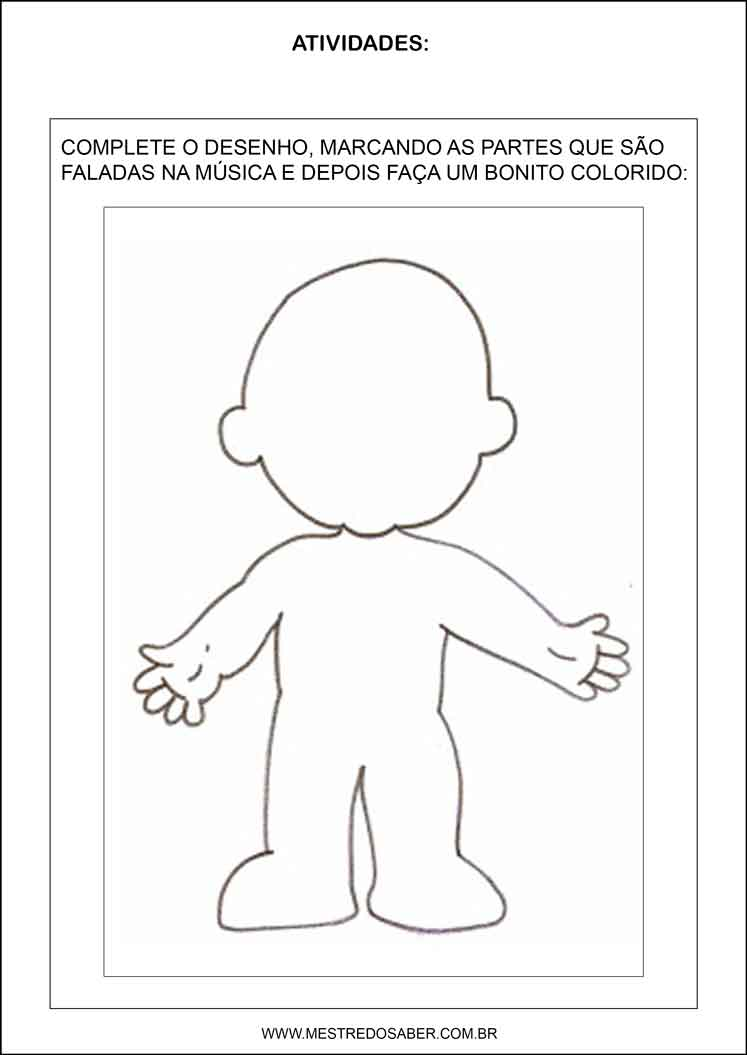 ATIVIDADES:
COMPLETE O DESENHO, MARCANDO AS PARTES QUE SÃO
FALADAS NA MÚSICA E DEPOIS FAÇA UM BONITO COLORIDO:
WWW.MESTREDOSABER.COM.BR